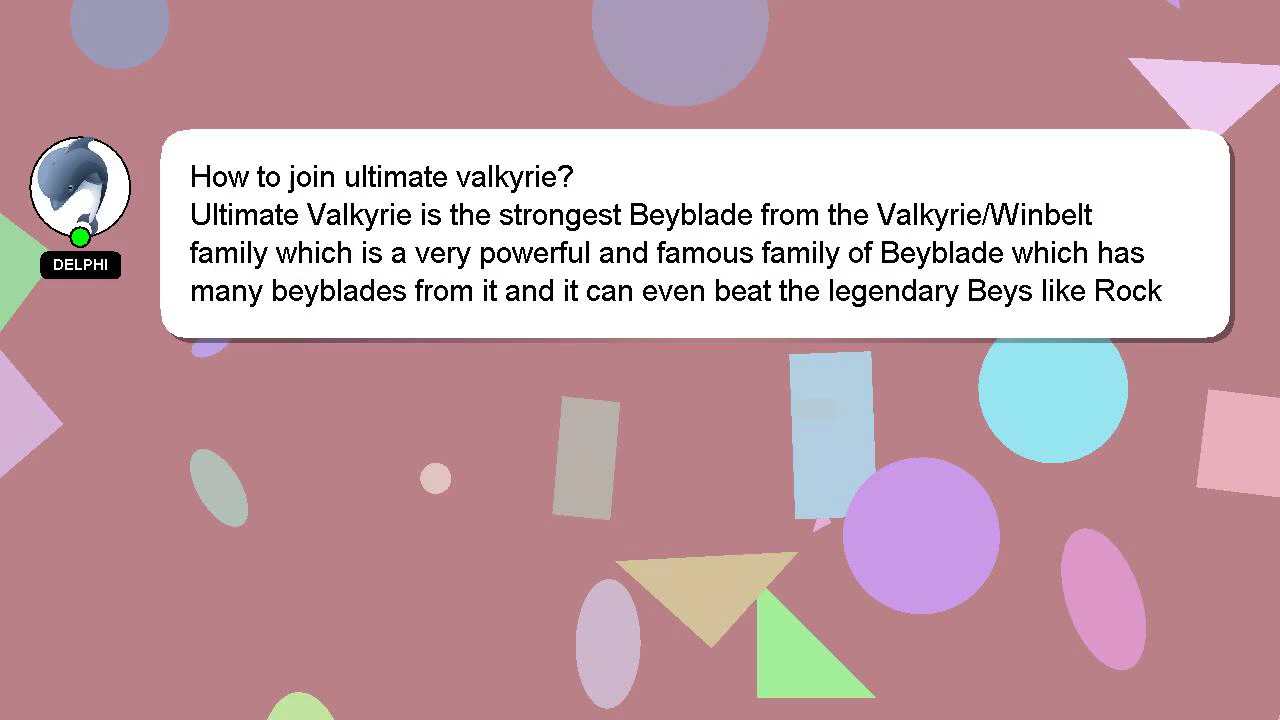 How to join ultimate valkyrie?
Ultimate Valkyrie is the strongest Beyblade from the Valkyrie/Winbelt
family which is a very powerful and famous family of Beyblade which has
many beyblades from it and it can even beat the legendary Beys like Rock
DELPHI